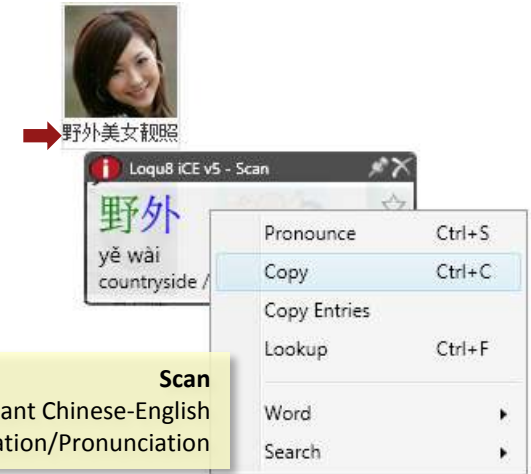 野外美女靓照
Loqu8 iCE v5 - Scan
野外
yě wài
countryside /
Pronounce Ctrl+S
Copy Ctrl+C
Copy Entries
Lookup Ctrl+F
Word
Search
Scan
ant Chinese-English
ation/Pronunciation